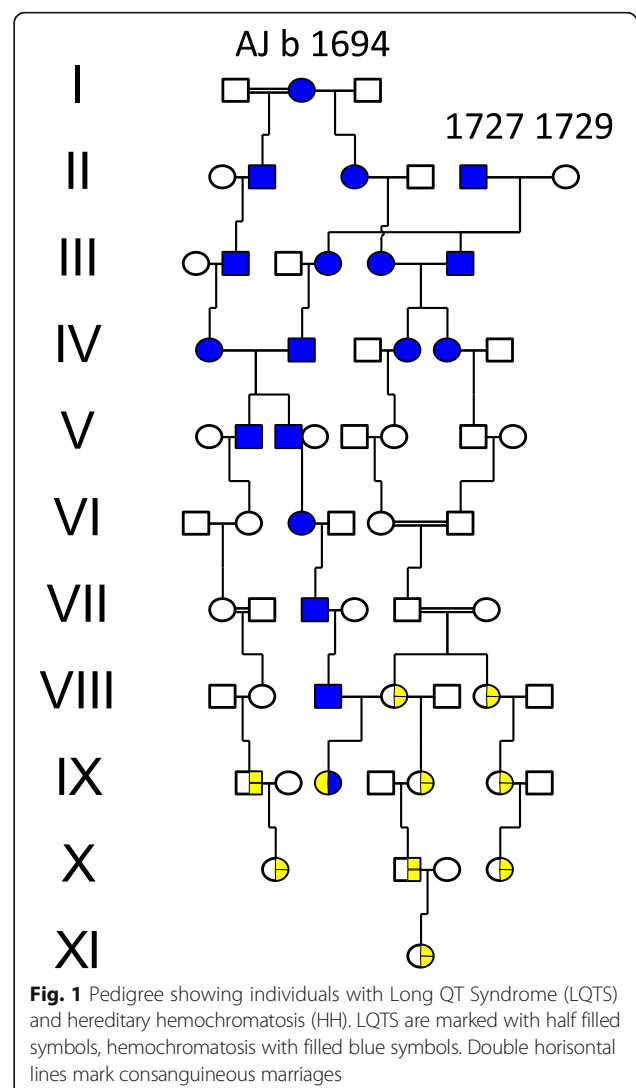 AJ b 1694
I
1727 1729
II
III
IV
V
VI
VII
VIII
IX
X
XI
Fig. 1 Pedigree showing individuals with Long QT Syndrome (LQTS)
and hereditary hemochromatosis (HH). LQTS are marked with half filled
symbols, hemochromatosis with filled blue symbols. Double horisontal
lines mark consanguineous marriages